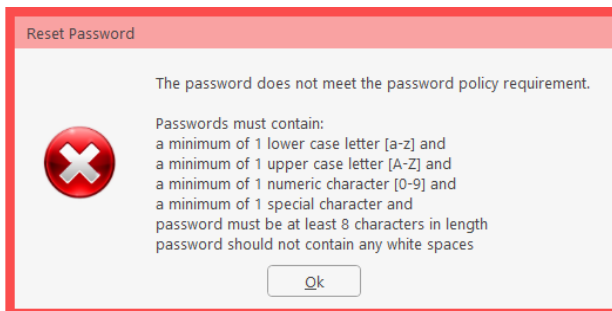 Reset Password
The password does not meet the password policy requirement.
Passwords must contain:
a minimum of 1 lower case letter [a-z] and
a minimum of 1 upper case letter [A-Z] and
a minimum of 1 numeric character [0-9] and
a minimum of 1 special character and
password must be at least 8 characters in length
password should not contain any white spaces
Ok